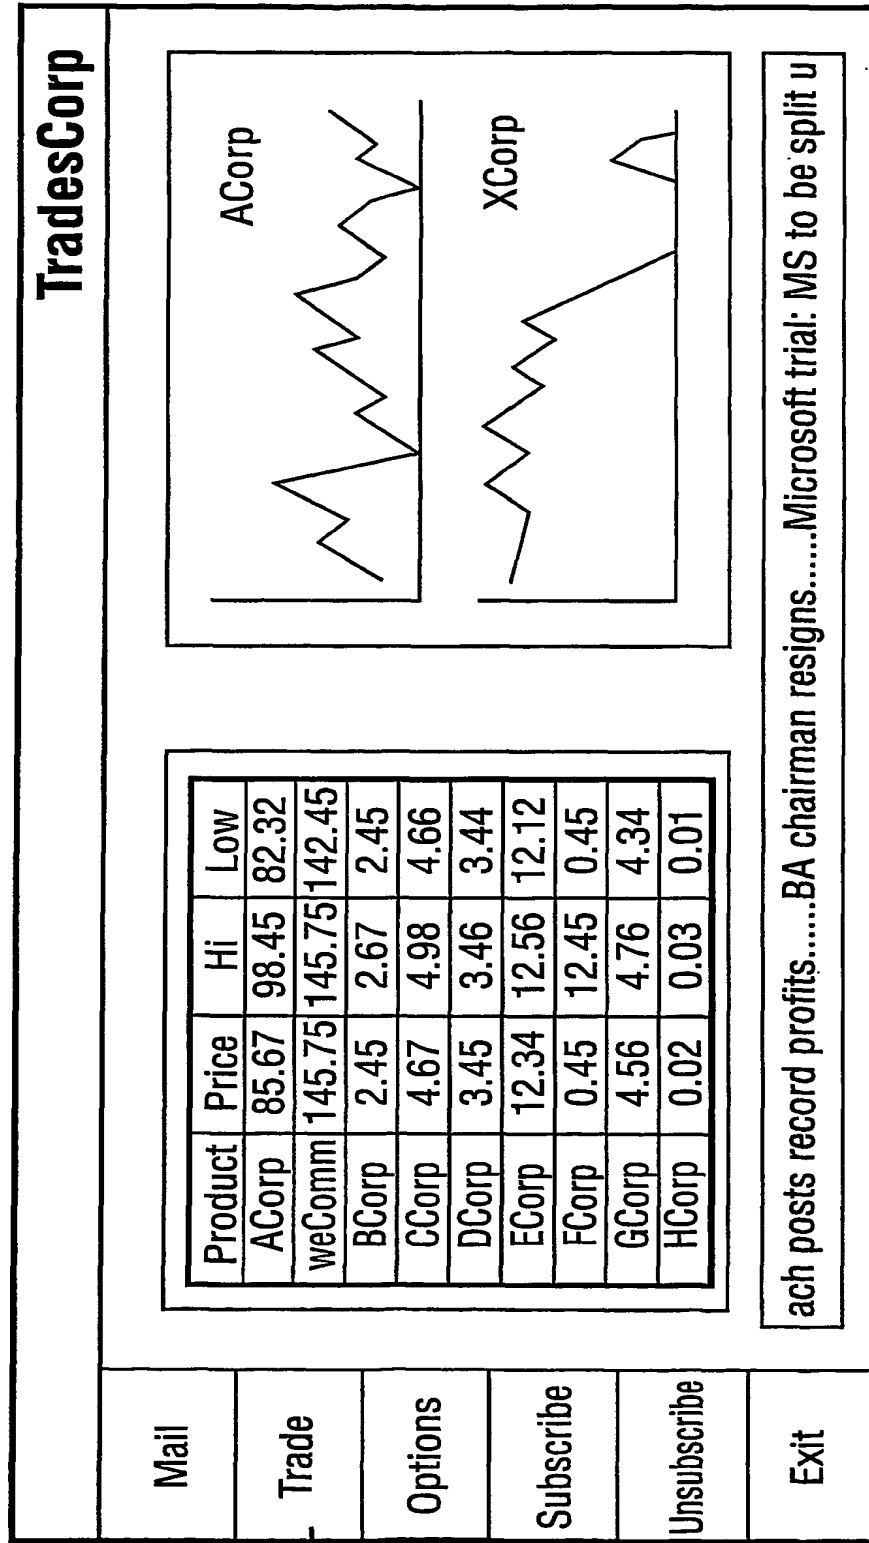 TradesCorp
Mail
Trade
Options
Subscribe
Unsubscribe
Exit
Product Price Hi Low
ACorp 85.67 98.45 82.32
weComm 145.75 145.75 142.45
BCorp 2.45 2.67 2.45
CCorp 4.67 4.98 4.66
DCorp 3.45 3.46 3.44
ECorp 12.34 12.56 12.12
FCorp 0.45 12.45 0.45
GCorp 4.56 4.76 4.34
HCorp 0.02 0.03 0.01
ACorp
XCorp
ach posts record profits......BA chairman resigns......Microsoft trial: MS to be split u